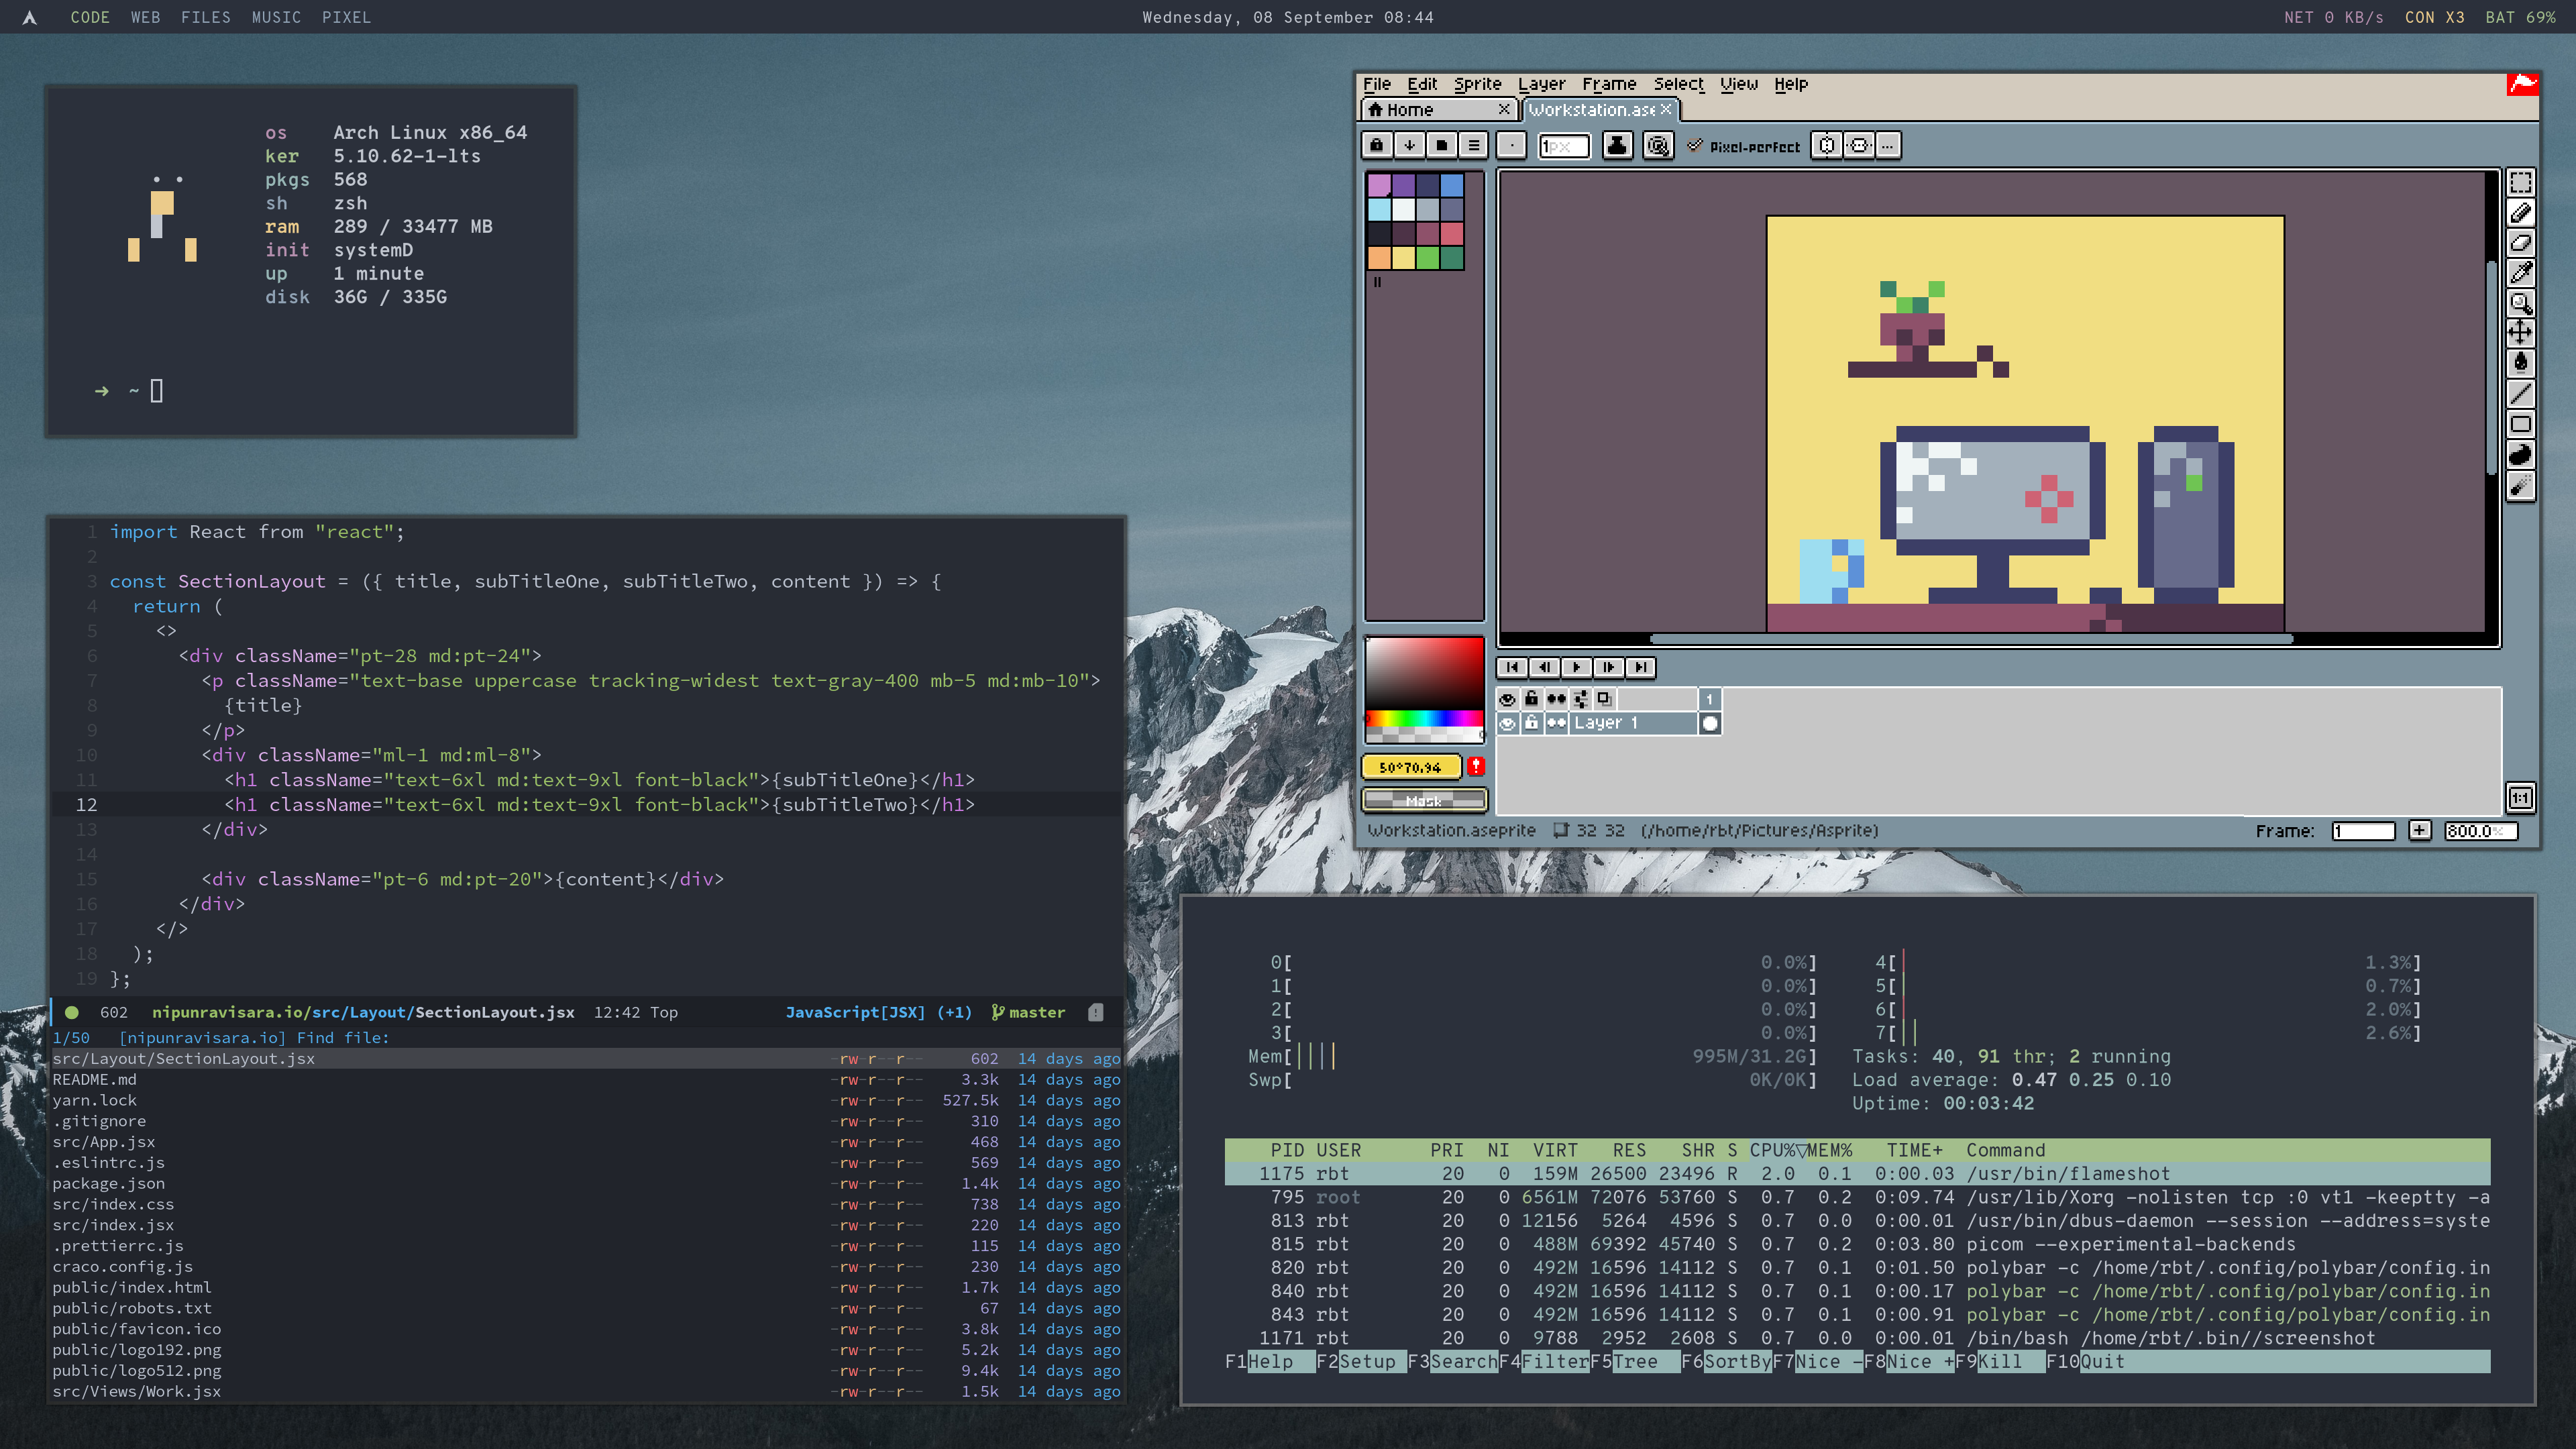 CODE WEB FILES MUSIC PIXEL
Wednesday, 08 September 08:44
NET 0 KB/s CON X3 BAT 69%
os Arch Linux x86_64
ker 5.10.62-1-lts
pkgs 568
sh zsh
ram 289 / 33477 MB
init systemD
up 1 minute
disk 36G / 335G
➜ ~
File Edit Sprite Layer Frame Select View Help
Home Workstation.ase
1px Pixel-perfect
50°70,94
Mask
1
Layer 1
1:1
Workstation.aseprite 32 32 (/home/rbt/Pictures/Asprite)
Frame: 1 + 800.0%
1 import React from "react";
2
3 const SectionLayout = ({ title, subTitleOne, subTitleTwo, content }) => {
4 return (
5 <>
6 <div className="pt-28 md:pt-24">
7 <p className="text-base uppercase tracking-widest text-gray-400 mb-5 md:mb-10">
8 {title}
9 </p>
10 <div className="ml-1 md:ml-8">
11 <h1 className="text-6xl md:text-9xl font-black">{subTitleOne}</h1>
12 <h1 className="text-6xl md:text-9xl font-black">{subTitleTwo}</h1>
13 </div>
14
15 <div className="pt-6 md:pt-20">{content}</div>
16 </div>
17 </>
18 );
19 };
602 nipunravisara.io/src/Layout/SectionLayout.jsx 12:42 Top JavaScript[JSX] (+1) master
1/50 [nipunravisara.io] Find file:
src/Layout/SectionLayout.jsx -rw-r--r-- 602 14 days ago
README.md -rw-r--r-- 3.3k 14 days ago
yarn.lock -rw-r--r-- 527.5k 14 days ago
.gitignore -rw-r--r-- 310 14 days ago
src/App.jsx -rw-r--r-- 468 14 days ago
.eslintrc.js -rw-r--r-- 569 14 days ago
package.json -rw-r--r-- 1.4k 14 days ago
src/index.css -rw-r--r-- 738 14 days ago
src/index.jsx -rw-r--r-- 220 14 days ago
.prettierrc.js -rw-r--r-- 115 14 days ago
craco.config.js -rw-r--r-- 230 14 days ago
public/index.html -rw-r--r-- 1.7k 14 days ago
public/robots.txt -rw-r--r-- 67 14 days ago
public/favicon.ico -rw-r--r-- 3.8k 14 days ago
public/logo192.png -rw-r--r-- 5.2k 14 days ago
public/logo512.png -rw-r--r-- 9.4k 14 days ago
src/Views/Work.jsx -rw-r--r-- 1.5k 14 days ago
0[ 0.0%] 4[| 1.3%]
1[ 0.0%] 5[| 0.7%]
2[ 0.0%] 6[| 2.0%]
3[ 0.0%] 7[|| 2.6%]
Mem[|||| 995M/31.2G] Tasks: 40, 91 thr; 2 running
Swp[ 0K/0K] Load average: 0.47 0.25 0.10
Uptime: 00:03:42
PID USER PRI NI VIRT RES SHR S CPU%▽MEM% TIME+ Command
1175 rbt 20 0 159M 26500 23496 R 2.0 0.1 0:00.03 /usr/bin/flameshot
795 root 20 0 6561M 72076 53760 S 0.7 0.2 0:09.74 /usr/lib/Xorg -nolisten tcp :0 vt1 -keeptty -a
813 rbt 20 0 12156 5264 4596 S 0.7 0.0 0:00.01 /usr/bin/dbus-daemon --session --address=syste
815 rbt 20 0 488M 69392 45740 S 0.7 0.2 0:03.80 picom --experimental-backends
820 rbt 20 0 492M 16596 14112 S 0.7 0.1 0:01.50 polybar -c /home/rbt/.config/polybar/config.in
840 rbt 20 0 492M 16596 14112 S 0.7 0.1 0:00.17 polybar -c /home/rbt/.config/polybar/config.in
843 rbt 20 0 492M 16596 14112 S 0.7 0.1 0:00.91 polybar -c /home/rbt/.config/polybar/config.in
1171 rbt 20 0 9788 2952 2608 S 0.7 0.0 0:00.01 /bin/bash /home/rbt/.bin//screenshot
F1Help F2Setup F3SearchF4FilterF5Tree F6SortByF7Nice -F8Nice +F9Kill F10Quit